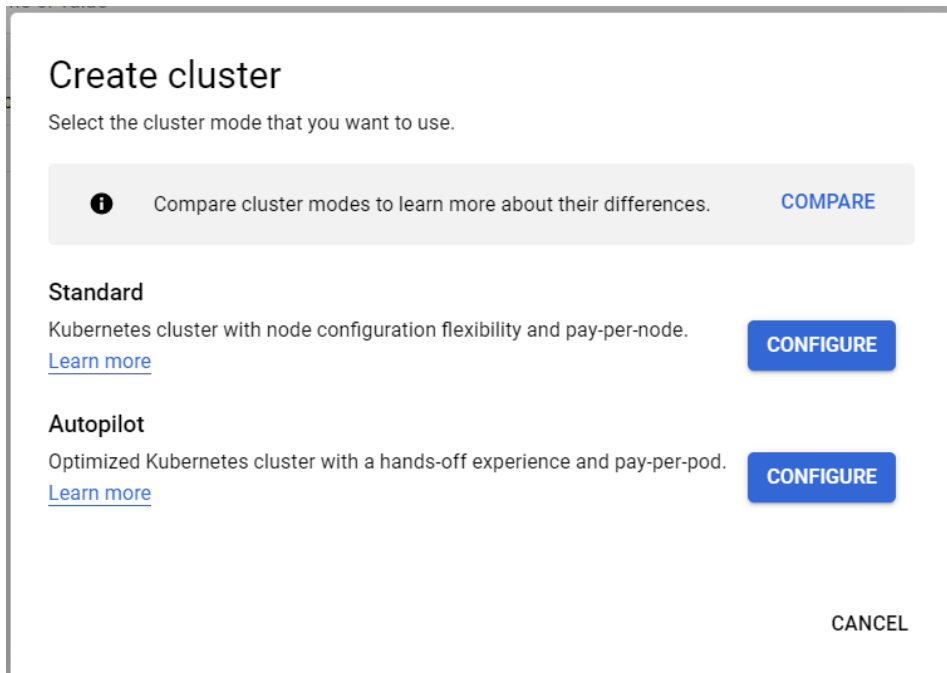 Create cluster
Select the cluster mode that you want to use.
Compare cluster modes to learn more about their differences.
COMPARE
Standard
Kubernetes cluster with node configuration flexibility and pay-per-node.
Learn more
CONFIGURE
Autopilot
Optimized Kubernetes cluster with a hands-off experience and pay-per-pod.
Learn more
CONFIGURE
CANCEL